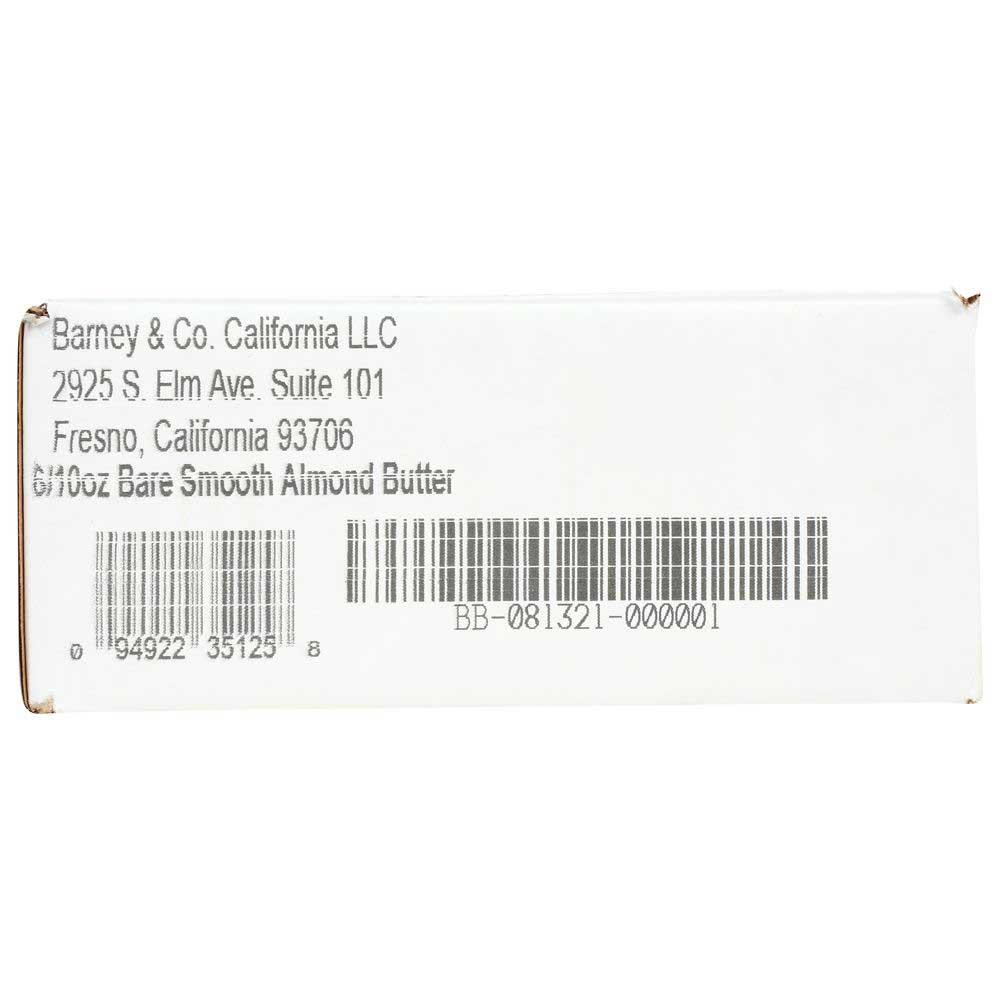 Barney & Co. California LLC
2925 S. Elm Ave. Suite 101
Fresno, California 93706
6/10oz Bare Smooth Almond Butter
BB-081321-000001
0 94922 35125 8